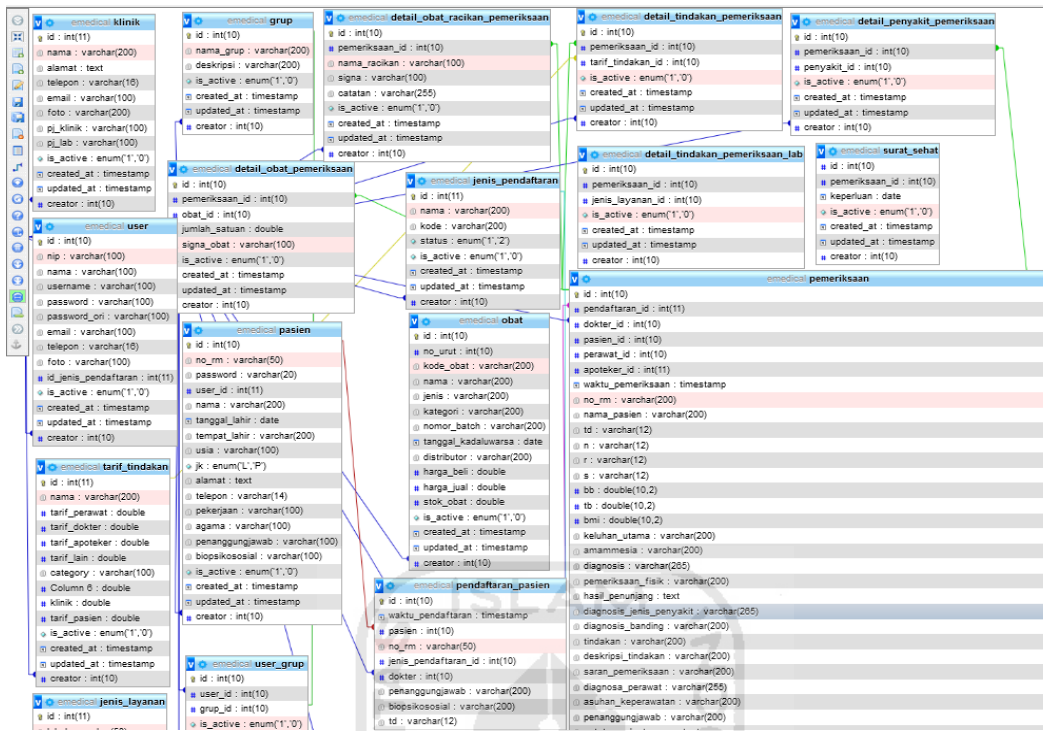 emedical klinik
id : int(11)
nama : varchar(200)
alamat : text
telepon : varchar(16)
email : varchar(100)
foto : varchar(200)
pj_klinik : varchar(100)
pj_lab : varchar(100)
is_active : enum('1','0')
created_at : timestamp
updated_at : timestamp
creator : int(10)
emedical grup
id : int(10)
nama_grup : varchar(200)
deskripsi : varchar(200)
is_active : enum('1','0')
created_at : timestamp
updated_at : timestamp
creator : int(10)
emedical detail_obat_racikan_pemeriksaan
id : int(10)
pemeriksaan_id : int(10)
nama_racikan : varchar(100)
signa : varchar(100)
catatan : varchar(255)
is_active : enum('1','0')
created_at : timestamp
updated_at : timestamp
creator : int(10)
emedical detail_tindakan_pemeriksaan
id : int(10)
pemeriksaan_id : int(10)
tarif_tindakan_id : int(10)
is_active : enum('1','0')
created_at : timestamp
updated_at : timestamp
creator : int(10)
emedical detail_penyakit_pemeriksaan
id : int(10)
pemeriksaan_id : int(10)
penyakit_id : int(10)
is_active : enum('1','0')
created_at : timestamp
updated_at : timestamp
creator : int(10)
emedical detail_obat_pemeriksaan
id : int(10)
pemeriksaan_id : int(10)
obat_id : int(10)
jumlah_satuan : double
signa_obat : varchar(100)
is_active : enum('1','0')
created_at : timestamp
updated_at : timestamp
creator : int(10)
emedical jenis_pendaftaran
id : int(11)
nama : varchar(200)
kode : varchar(200)
status : enum('1','2')
is_active : enum('1','0')
created_at : timestamp
updated_at : timestamp
creator : int(10)
emedical detail_tindakan_pemeriksaan_lab
id : int(10)
pemeriksaan_id : int(10)
jenis_layanan_id : int(10)
is_active : enum('1','0')
created_at : timestamp
updated_at : timestamp
creator : int(10)
emedical surat_sehat
id : int(10)
pemeriksaan_id : int(10)
keperluan : date
is_active : enum('1','0')
created_at : timestamp
updated_at : timestamp
creator : int(10)
emedical user
id : int(10)
nip : varchar(100)
nama : varchar(100)
username : varchar(100)
password : varchar(100)
password_ori : varchar(100)
email : varchar(100)
telepon : varchar(16)
foto : varchar(100)
id_jenis_pendaftaran : int(11)
is_active : enum('1','0')
created_at : timestamp
updated_at : timestamp
creator : int(10)
emedical pasien
id : int(10)
no_rm : varchar(50)
password : varchar(20)
user_id : int(11)
nama : varchar(200)
tanggal_lahir : date
tempat_lahir : varchar(200)
usia : varchar(100)
jk : enum('L','P')
alamat : text
telepon : varchar(14)
pekerjaan : varchar(100)
agama : varchar(100)
penanggungjawab : varchar(100)
biopsikososial : varchar(100)
is_active : enum('1','0')
created_at : timestamp
updated_at : timestamp
creator : int(10)
emedical obat
id : int(10)
no_urut : int(10)
kode_obat : varchar(200)
nama : varchar(200)
jenis : varchar(200)
kategori : varchar(200)
nomor_batch : varchar(200)
tanggal_kadaluwarsa : date
distributor : varchar(200)
harga_beli : double
harga_jual : double
stok_obat : double
is_active : enum('1','0')
created_at : timestamp
updated_at : timestamp
creator : int(10)
emedical pemeriksaan
id : int(10)
pendaftaran_id : int(11)
dokter_id : int(10)
pasien_id : int(10)
perawat_id : int(10)
apoteker_id : int(11)
waktu_pemeriksaan : timestamp
no_rm : varchar(200)
nama_pasien : varchar(200)
td : varchar(12)
n : varchar(12)
r : varchar(12)
s : varchar(12)
bb : double(10,2)
tb : double(10,2)
bmi : double(10,2)
keluhan_utama : varchar(200)
amammesia : varchar(200)
diagnosis : varchar(265)
pemeriksaan_fisik : varchar(200)
hasil_penunjang : text
diagnosis_jenis_penyakit : varchar(265)
diagnosis_banding : varchar(200)
tindakan : varchar(200)
deskripsi_tindakan : varchar(200)
saran_pemeriksaan : varchar(200)
diagnosa_perawat : varchar(255)
asuhan_keperawatan : varchar(200)
penanggungjawab : varchar(200)
emedical tarif_tindakan
id : int(11)
nama : varchar(200)
tarif_perawat : double
tarif_dokter : double
tarif_apoteker : double
tarif_lain : double
category : varchar(100)
Column 6 : double
klinik : double
tarif_pasien : double
is_active : enum('1','0')
created_at : timestamp
updated_at : timestamp
creator : int(10)
emedical pendaftaran_pasien
id : int(10)
waktu_pendaftaran : timestamp
pasien : int(10)
no_rm : varchar(50)
jenis_pendaftaran_id : int(10)
dokter : int(10)
penanggungjawab : varchar(200)
biopsikososial : varchar(200)
td : varchar(12)
emedical user_grup
id : int(10)
user_id : int(10)
grup_id : int(10)
is_active : enum('1','0')
emedical jenis_layanan
id : int(11)
ISLA